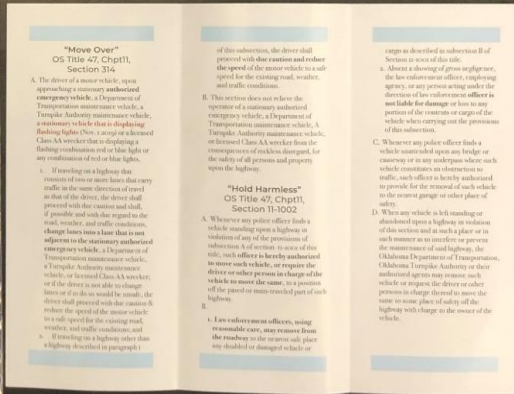 "Move Over"
OS Title 47, Chpt11,
Section 314
A. The driver of a motor vehicle, upon
approaching a stationary authorized
emergency vehicle, a Department of
Transportation maintenance vehicle, a
Turnpike Authority maintenance vehicle,
a stationary vehicle that is displaying
flashing lights (Nov. 1 2019) or a licensed
Class AA wrecker that is displaying a
flashing combination red or blue light or
any combination of red or blue lights,
1. If traveling on a highway that
consists of two or more lanes that carry
traffic in the same direction of travel
as that of the driver, the driver shall
proceed with due caution and shall,
if possible and with due regard to the
road, weather, and traffic conditions,
change lanes into a lane that is not
adjacent to the stationary authorized
emergency vehicle, a Department of
Transportation maintenance vehicle,
a Turnpike Authority maintenance
vehicle, or licensed Class AA wrecker;
or if the driver is not able to change
lanes or if to do so would be unsafe, the
driver shall proceed with due caution &
reduce the speed of the motor vehicle
to a safe speed for the existing road,
weather, and traffic conditions; and
2. If traveling on a highway other than
a highway described in paragraph 1
of this subsection, the driver shall
proceed with due caution and reduce
the speed of the motor vehicle to a safe
speed for the existing road, weather,
and traffic conditions.
B. This section does not relieve the
operator of a stationary authorized
emergency vehicle, a Department of
Transportation maintenance vehicle, A
Turnpike Authority maintenance vehicle,
or licensed Class AA wrecker from the
consequences of reckless disregard, for
the safety of all persons and property
upon the highway.
"Hold Harmless"
OS Title 47, Chpt11,
Section 11-1002
A. Whenever any police officer finds a
vehicle standing upon a highway in
violation of any of the provisions of
subsection A of section 11-1001 of this
title, such officer is hereby authorized
to move such vehicle, or require the
driver or other person in charge of the
vehicle to move the same, to a position
off the paved or main-traveled part of such
highway.
B.
1. Law enforcement officers, using
reasonable care, may remove from
the roadway to the nearest safe place
any disabled or damaged vehicle or
cargo as described in subsection B of
Section 11-1001 of this title.
2. Absent a showing of gross negligence,
the law enforcement officer, employing
agency, or any person acting under the
direction of law enforcement officer is
not liable for damage or loss to any
portion of the contents or cargo of the
vehicle when carrying out the provisions
of this subsection.
C. Whenever any police officer finds a
vehicle unattended upon any bridge or
causeway or in any underpass where such
vehicle constitutes an obstruction to
traffic, such officer is hereby authorized
to provide for the removal of such vehicle
to the nearest garage or other place of
safety.
D. When any vehicle is left standing or
abandoned upon a highway in violation
of this section and at such a place or in
such manner as to interfere or prevent
the maintenance of said highway, the
Oklahoma Department of Transportation,
Oklahoma Turnpike Authority or their
authorized agents may remove such
vehicle or request the driver or other
persons in charge thereof to move the
same to some place of safety off the
highway with charge to the owner of the
vehicle.